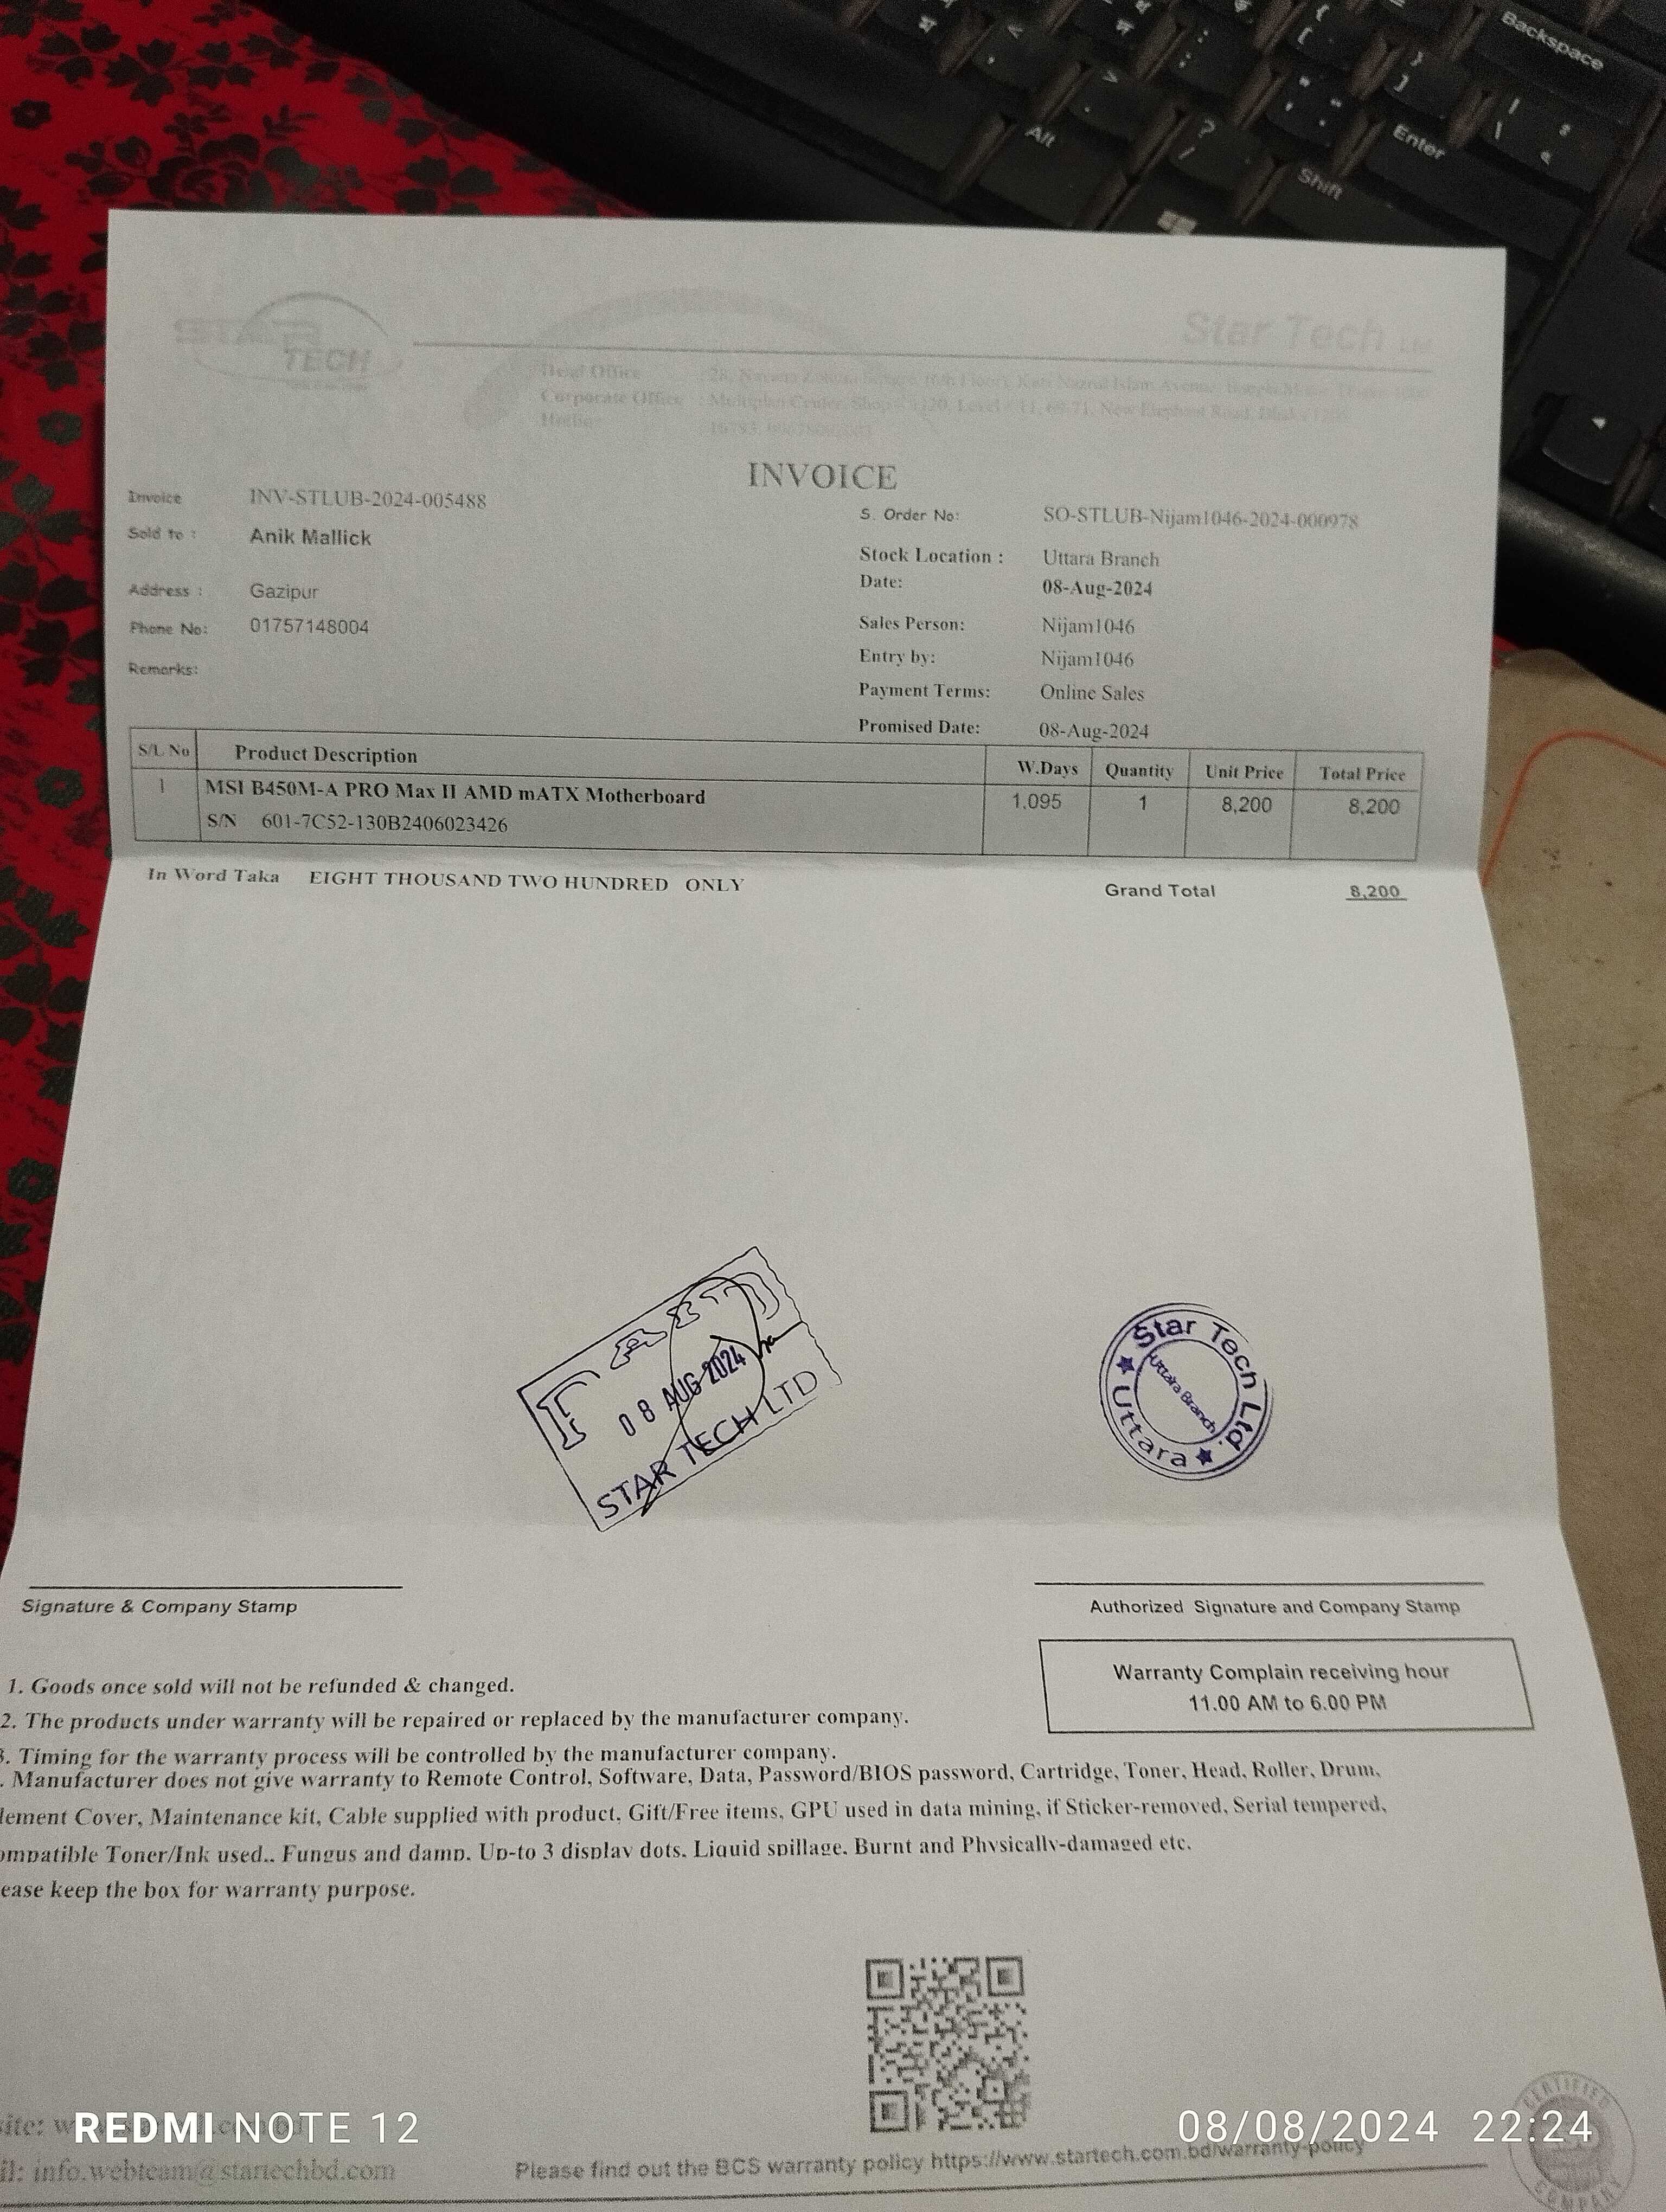 Backspace
Enter
Alt
Shift
STAR
TECH
Star Tech Ltd
Head Office
Corporate Office : Multiplan Center, Level
Hotline
INVOICE
Invoice INV-STLUB-2024-005488
Sold to : Anik Mallick
Address : Gazipur
Phone No: 01757148004
Remarks:
S. Order No: SO-STLUB-Nijam1046-2024-000978
Stock Location : Uttara Branch
Date: 08-Aug-2024
Sales Person: Nijam1046
Entry by: Nijam1046
Payment Terms: Online Sales
Promised Date: 08-Aug-2024
S/L No Product Description W.Days Quantity Unit Price Total Price
1 MSI B450M-A PRO Max II AMD mATX Motherboard 1,095 1 8,200 8,200
S/N 601-7C52-130B2406023426
In Word Taka EIGHT THOUSAND TWO HUNDRED ONLY Grand Total 8,200
PAID
08 AUG 2024
STAR TECH LTD
Star Tech Ltd.
Uttara Branch
Uttara
Signature & Company Stamp
Authorized Signature and Company Stamp
Warranty Complain receiving hour
11.00 AM to 6.00 PM
1. Goods once sold will not be refunded & changed.
2. The products under warranty will be repaired or replaced by the manufacturer company.
3. Timing for the warranty process will be controlled by the manufacturer company.
. Manufacturer does not give warranty to Remote Control, Software, Data, Password/BIOS password, Cartridge, Toner, Head, Roller, Drum,
lement Cover, Maintenance kit, Cable supplied with product, Gift/Free items, GPU used in data mining, if Sticker-removed, Serial tempered,
ompatible Toner/Ink used.. Fungus and damp, Up-to 3 display dots, Liquid spillage, Burnt and Physically-damaged etc.
ease keep the box for warranty purpose.
site:
il: info.webteam@startechbd.com
Please find out the BCS warranty policy https://www.startech.com.bd/warranty-policy
CERTIFIED
COMPANY
REDMI NOTE 12
08/08/2024 22:24